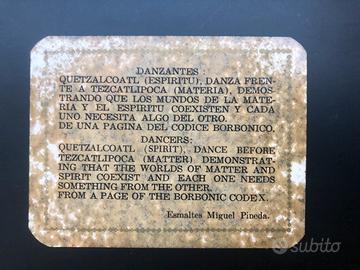 DANZANTES :
QUETZALCOATL (ESPIRITU), DANZA FREN-
TE A TEZCATLIPOCA (MATERIA), DEMOS-
TRANDO QUE LOS MUNDOS DE LA MATE-
RIA Y EL ESPIRITU COEXISTEN Y CADA
UNO NECESITA ALGO DEL OTRO.
DE UNA PAGINA DEL CODICE BORBONICO.
DANCERS:
QUETZALCOATL (SPIRIT), DANCE BEFORE
TEZCATLIPOCA (MATTER) DEMONSTRAT-
ING THAT THE WORLDS OF MATTER AND
SPIRIT COEXIST AND EACH ONE NEEDS
SOMETHING FROM THE OTHER.
FROM A PAGE OF THE BORBONIC CODEX.
Esmaltes Miguel Pineda.
subito